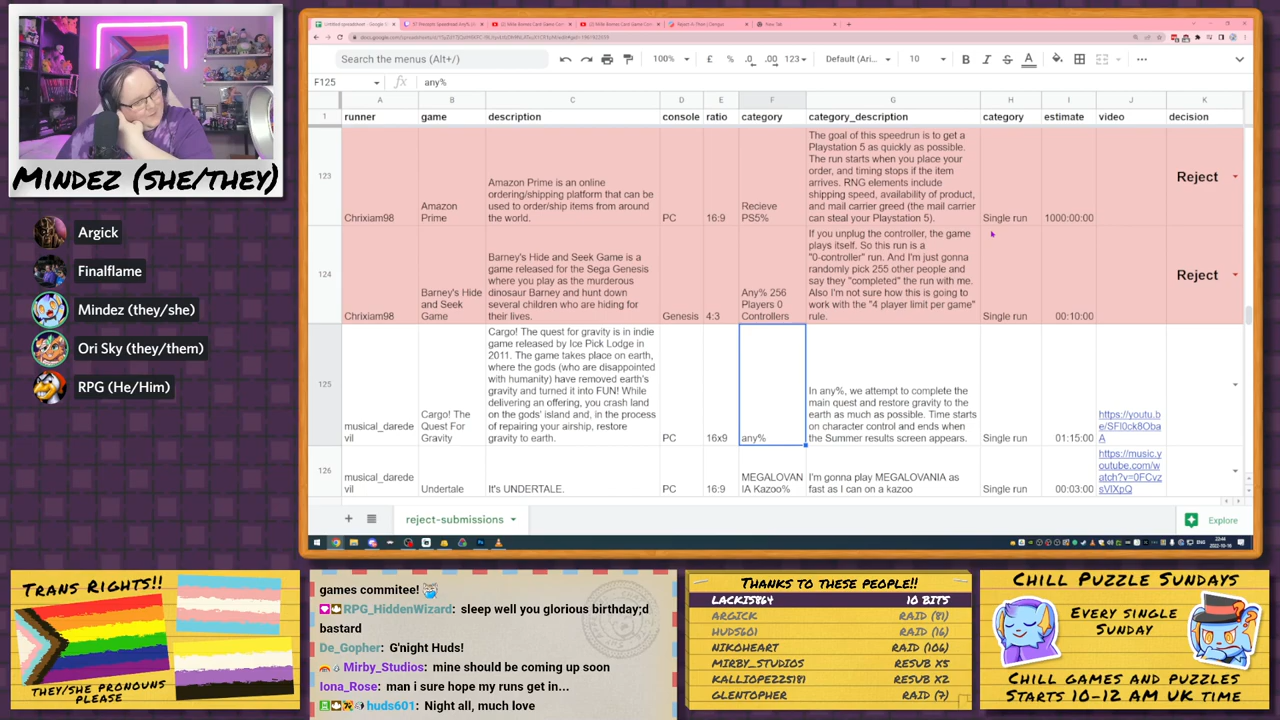 MINDEZ (SHE/THEY)
Argick
Finalflame
Mindez (they/she)
Ori Sky (they/them)
RPG (He/Him)
Search the menus (Alt+/)
100%
£
%
.0
.00
123
Default (Ari...
10
B
I
S
A
F125
fx
any%
A B C D E F G H I J K
1 runner game description console ratio category category_description category estimate video decision
123
Chrixiam98
Amazon
Prime
Amazon Prime is an online
ordering/shipping platform that can be
used to order/ship items from around
the world.
PC
16:9
Recieve
PS5%
The goal of this speedrun is to get a
Playstation 5 as quickly as possible.
The run starts when you place your
order, and timing stops if the item
arrives. RNG elements include
shipping speed, availability of product,
and mail carrier greed (the mail carrier
can steal your Playstation 5).
Single run
1000:00:00
Reject
124
Chrixiam98
Barney's Hide
and Seek
Game
Barney's Hide and Seek Game is a
game released for the Sega Genesis
where you play as the murderous
dinosaur Barney and hunt down
several children who are hiding for
their lives.
Genesis
4:3
Any% 256
Players 0
Controllers
If you unplug the controller, the game
plays itself. So this run is a
"0-controller" run. And I'm just gonna
randomly pick 255 other people and
say they "completed" the run with me.
Also I'm not sure how this is going to
work with the "4 player limit per game"
rule.
Single run
00:10:00
Reject
125
musical_dared
vil
Cargo! The
Quest For
Gravity
Cargo! The quest for gravity is in indie
game released by Ice Pick Lodge in
2011. The game takes place on earth,
where the gods (who are disappointed
with humanity) have removed earth's
gravity and turned it into FUN! While
delivering an offering, you crash land
on the gods' island and, in the process
of repairing your airship, restore
gravity to earth.
PC
16x9
any%
In any%, we attempt to complete the
main quest and restore gravity to the
earth as much as possible. Time starts
on character control and ends when
the Summer results screen appears.
Single run
01:15:00
https://youtu.b
e/SFl0ck8Oba
A
126
musical_darede
vil
Undertale
It's UNDERTALE.
PC
16:9
MEGALOVAN
IA Kazoo%
I'm gonna play MEGALOVANIA as
fast as I can on a kazoo
Single run
00:03:00
https://music.y
outube.com/w
atch?v=0FCvz
sVlXpQ
reject-submissions
Explore
TRANS RIGHTS!!
THEY/SHE PRONOUNS
PLEASE
games commitee!
RPG_HiddenWizard: sleep well you glorious birthday;d
bastard
De_Gopher: G'night Huds!
Mirby_Studios: mine should be coming up soon
Iona_Rose: man i sure hope my runs get in...
huds601: Night all, much love
THANKS TO THESE PEOPLE!!
LACKIS864 10 BITS
ARGICK RAID (81)
HUDS601 RAID (16)
NIKOHEART RAID (106)
MIRBY_STUDIOS RESUB X5
KALLIOPEZZS181 RESUB X2
GLENTOPHER RAID (7)
CHILL PUZZLE SUNDAYS
EVERY SINGLE
SUNDAY
CHILL GAMES AND PUZZLES
STARTS 10-12 AM UK TIME